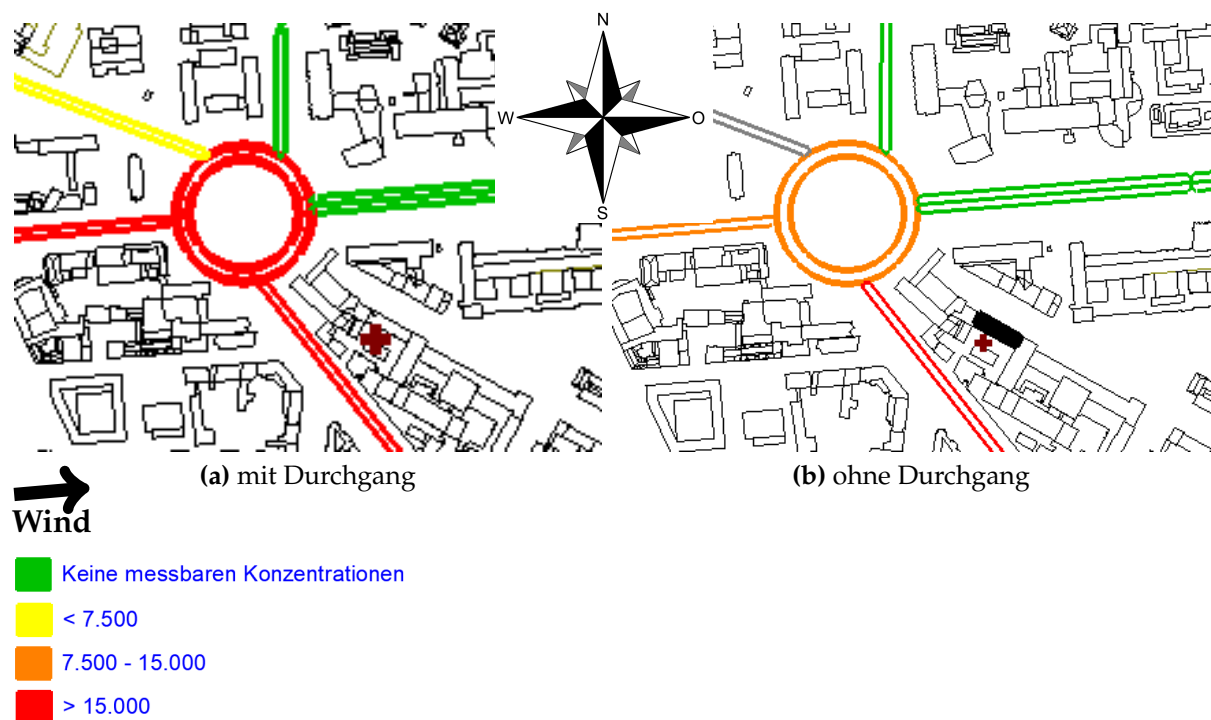 N
W
O
S
(a) mit Durchgang
(b) ohne Durchgang
Wind
Keine messbaren Konzentrationen
< 7.500
7.500 - 15.000
> 15.000